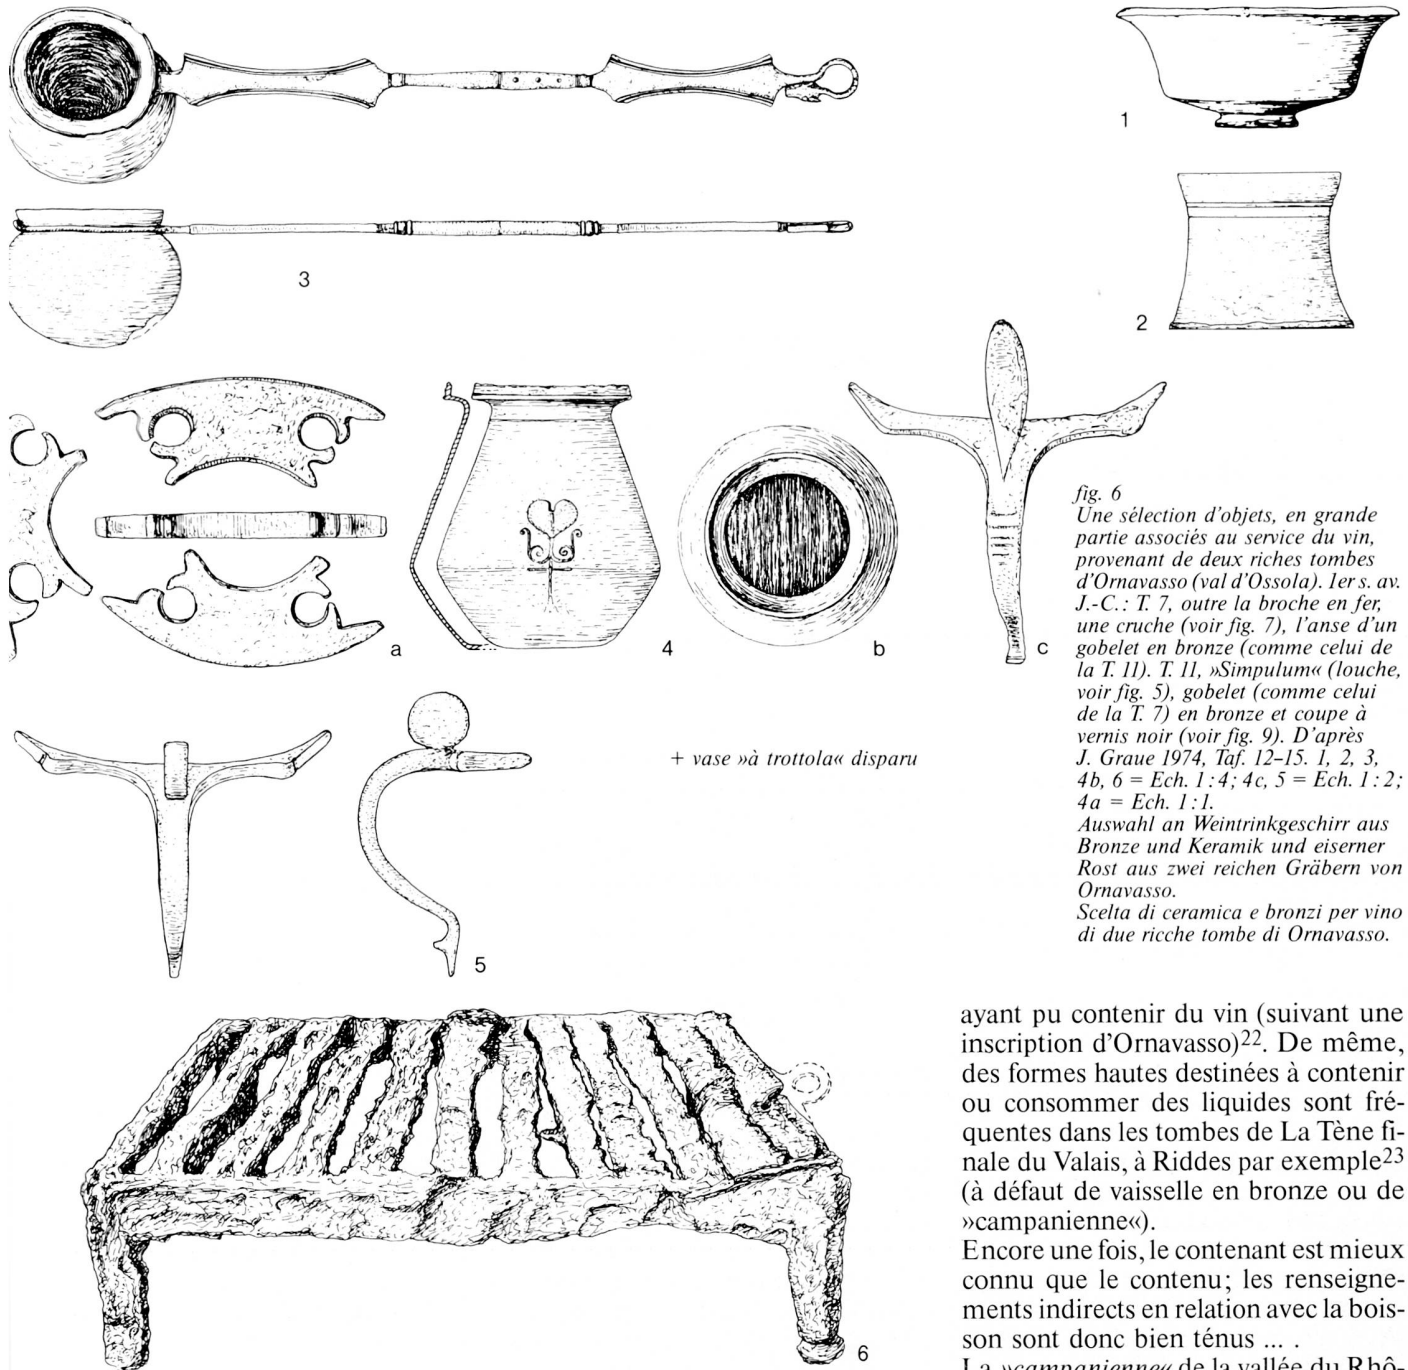 1
2
3
a
4
b
c
fig. 6
Une sélection d'objets, en grande
partie associés au service du vin,
provenant de deux riches tombes
d'Ornavasso (val d'Ossola). 1er s. av.
J.-C.: T. 7, outre la broche en fer,
une cruche (voir fig. 7), l'anse d'un
gobelet en bronze (comme celui de
la T. 11). T. 11, »Simpulum« (louche,
voir fig. 5), gobelet (comme celui
de la T. 7) en bronze et coupe à
vernis noir (voir fig. 9). D'après
J. Graue 1974, Taf. 12–15. 1, 2, 3,
4b, 6 = Ech. 1:4; 4c, 5 = Ech. 1:2;
4a = Ech. 1:1.
Auswahl an Weintrinkgeschirr aus
Bronze und Keramik und eiserner
Rost aus zwei reichen Gräbern von
Ornavasso.
Scelta di ceramica e bronzi per vino
di due ricche tombe di Ornavasso.
+ vase »à trottola« disparu
5
6
ayant pu contenir du vin (suivant une
inscription d'Ornavasso)22. De même,
des formes hautes destinées à contenir
ou consommer des liquides sont fré-
quentes dans les tombes de La Tène fi-
nale du Valais, à Riddes par exemple23
(à défaut de vaisselle en bronze ou de
»campanienne«).
Encore une fois, le contenant est mieux
connu que le contenu; les renseigne-
ments indirects en relation avec la bois-
son sont donc bien ténus ... .
La »campanienne« de la vallée du Rhô-